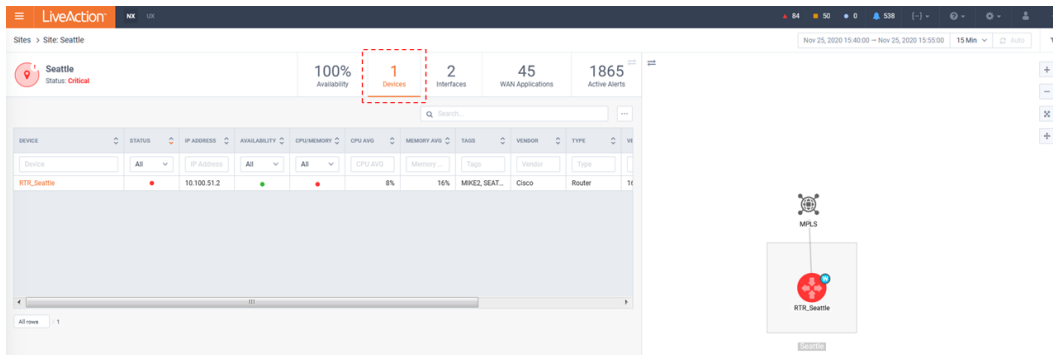 LiveAction NX UX 84 50 0 538 [-]
Sites > Site: Seattle Nov 25, 2020 15:40:00 → Nov 25, 2020 15:55:00 15 Min Auto
Seattle
Status: Critical
100%
Availability
1
Devices
2
Interfaces
45
WAN Applications
1865
Active Alerts
Search...
DEVICE STATUS IP ADDRESS AVAILABILITY CPU/MEMORY CPU AVG MEMORY AVG TAGS VENDOR TYPE VE
Device All IP Address All All CPU AVG Memory ... Tags Vendor Type
RTR_Seattle 10.100.51.2 8% 16% MIKE2, SEAT... Cisco Router 16
All rows / 1
MPLS
W
RTR_Seattle
Seattle